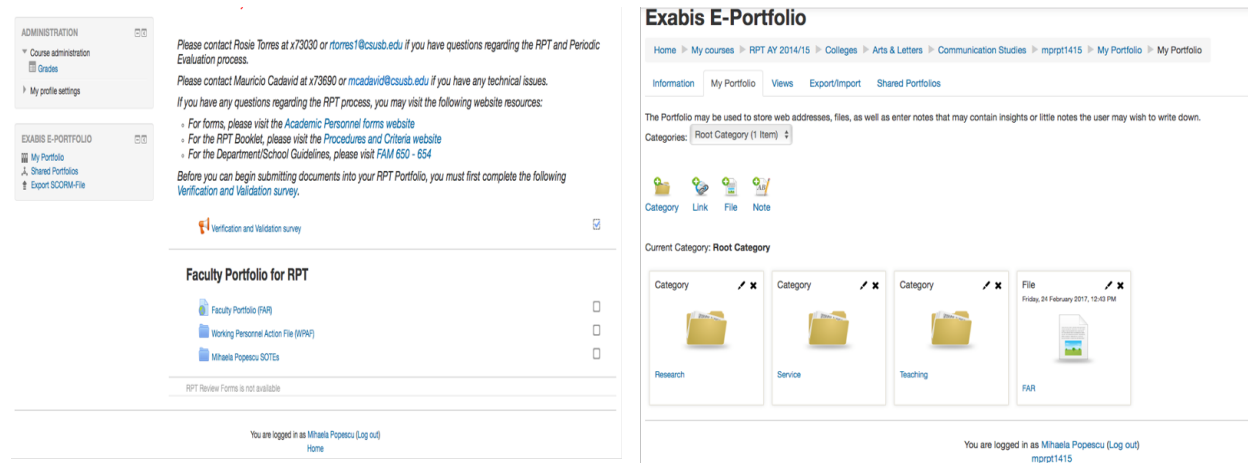 ADMINISTRATION
Course administration
Grades
My profile settings
EXABIS E-PORTFOLIO
My Portfolio
Shared Portfolios
Export SCORM-File
Please contact Rosie Torres at x73030 or rtorres1@csusb.edu if you have questions regarding the RPT and Periodic
Evaluation process.
Please contact Mauricio Cadavid at x73690 or mcadavid@csusb.edu if you have any technical issues.
If you have any questions regarding the RPT process, you may visit the following website resources:
For forms, please visit the Academic Personnel forms website
For the RPT Booklet, please visit the Procedures and Criteria website
For the Department/School Guidelines, please visit FAM 650 - 654
Before you can begin submitting documents into your RPT Portfolio, you must first complete the following
Verification and Validation survey.
Verification and Validation survey
Faculty Portfolio for RPT
Faculty Portfolio (FAR)
Working Personnel Action File (WPAF)
Mihaela Popescu SOTEs
RPT Review Forms is not available
You are logged in as Mihaela Popescu (Log out)
Home
Exabis E-Portfolio
Home My courses RPT AY 2014/15 Colleges Arts & Letters Communication Studies mprpt1415 My Portfolio My Portfolio
Information My Portfolio Views Export/Import Shared Portfolios
The Portfolio may be used to store web addresses, files, as well as enter notes that may contain insights or little notes the user may wish to write down.
Categories: Root Category (1 Item)
Category Link File Note
Current Category: Root Category
Category Category Category File
Friday, 24 February 2017, 12:43 PM
Research Service Teaching
FAR
You are logged in as Mihaela Popescu (Log out)
mprpt1415